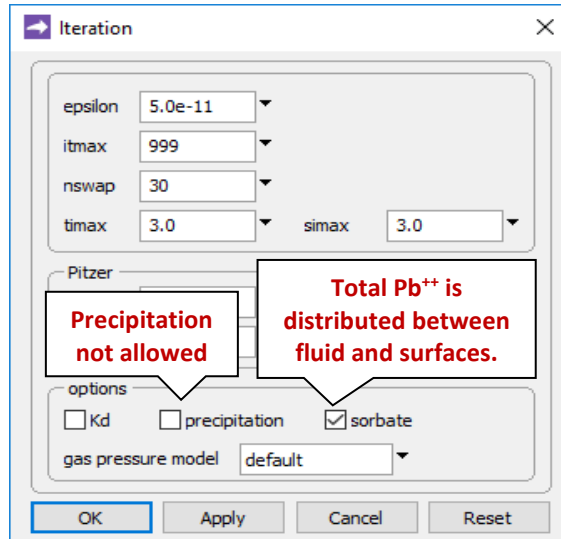 Iteration
epsilon 5.0e-11
itmax 999
nswap 30
timax 3.0 simax 3.0
Pitzer
Precipitation
not allowed
Total Pb⁺⁺ is
distributed between
fluid and surfaces.
options
Kd precipitation sorbate
gas pressure model default
OK Apply Cancel Reset